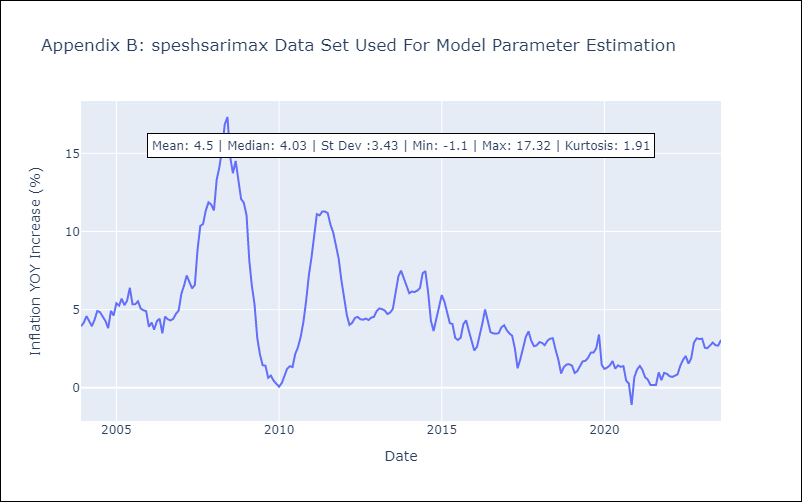 Appendix B: speshsarimax Data Set Used For Model Parameter Estimation
Mean: 4.5 | Median: 4.03 | St Dev :3.43 | Min: -1.1 | Max: 17.32 | Kurtosis: 1.91
Inflation YOY Increase (%)
15
10
5
0
2005
2010
2015
2020
Date